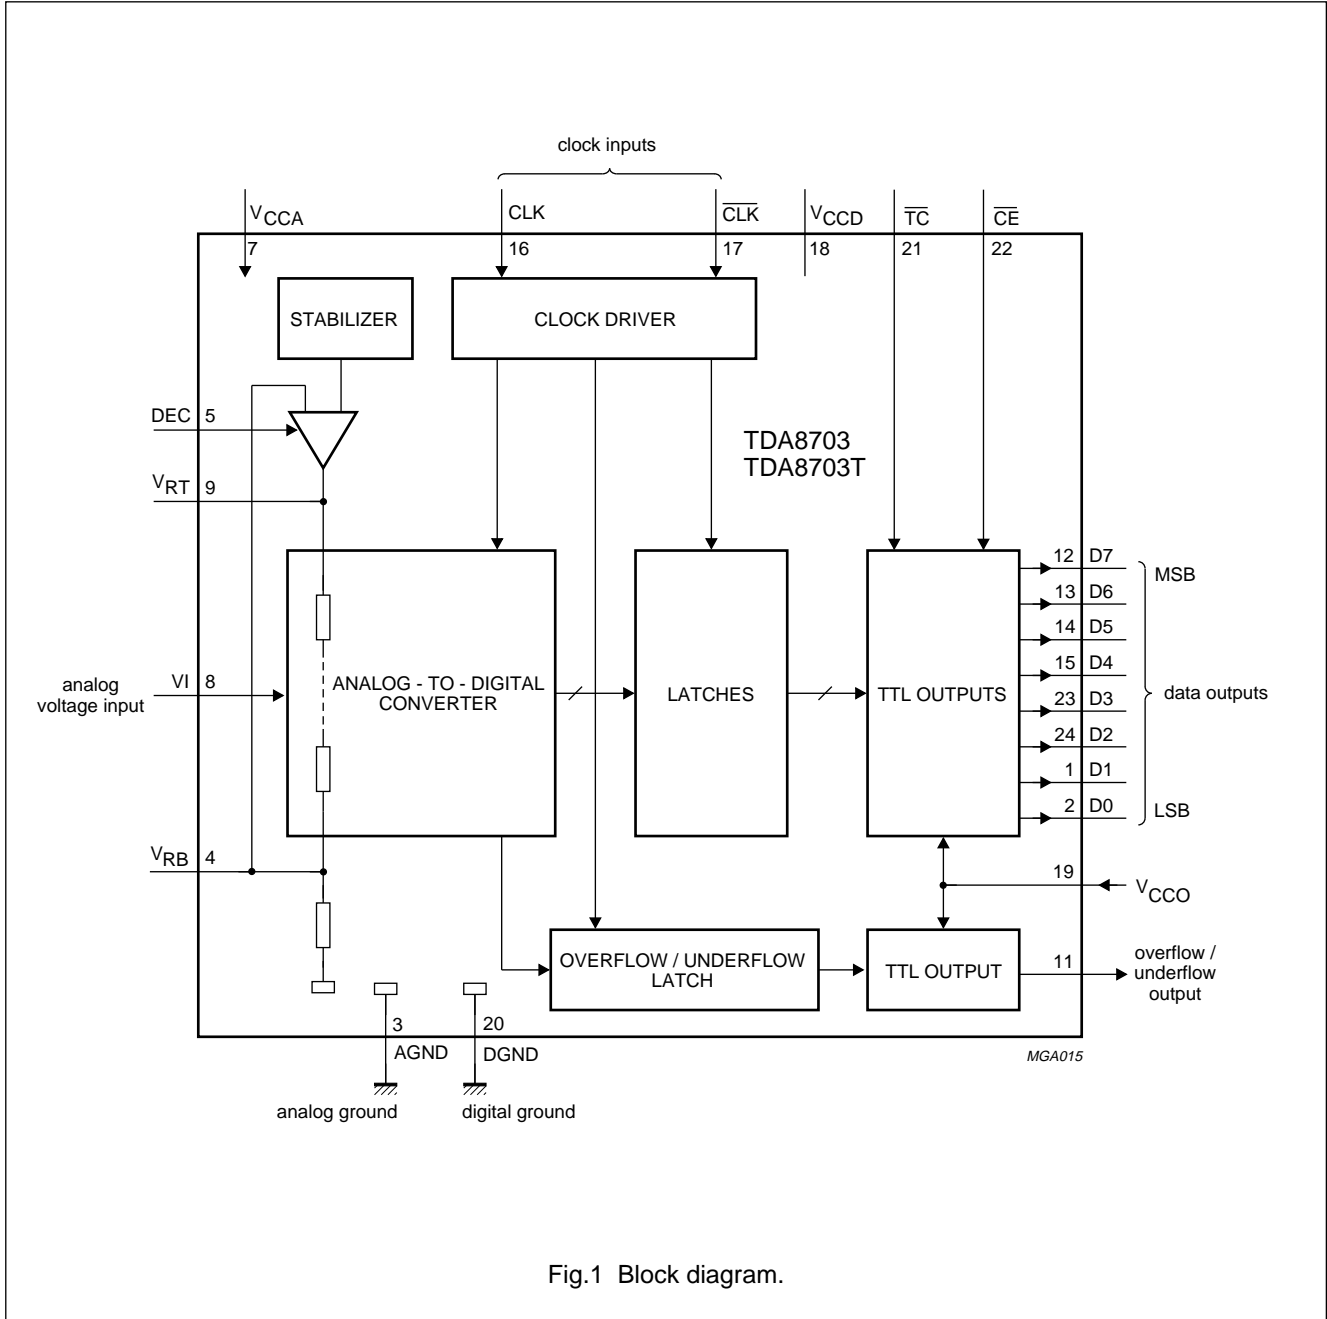 clock inputs
VCCA
CLK
C̅L̅K̅
VCCD
T̅C̅
C̅E̅
7
16
17
18
21
22
STABILIZER
CLOCK DRIVER
DEC 5
TDA8703
TDA8703T
VRT 9
12 D7
MSB
13 D6
14 D5
15 D4
analog
voltage input
VI 8
ANALOG - TO - DIGITAL
CONVERTER
LATCHES
TTL OUTPUTS
23 D3
data outputs
24 D2
1 D1
2 D0
LSB
VRB 4
19
VCCO
OVERFLOW / UNDERFLOW
LATCH
TTL OUTPUT
11
overflow /
underflow
output
3
20
AGND
DGND
MGA015
analog ground
digital ground
Fig.1 Block diagram.